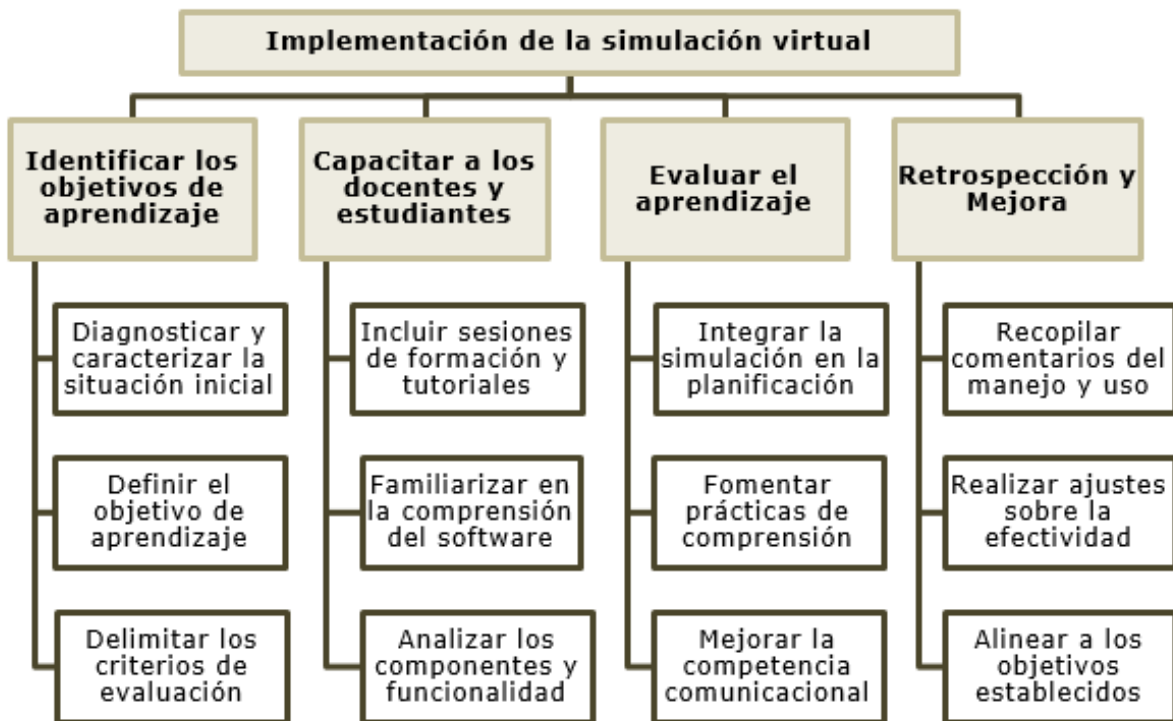 Implementación de la simulación virtual
Identificar los
objetivos de
aprendizaje
Diagnosticar y
caracterizar la
situación inicial
Definir el
objetivo de
aprendizaje
Delimitar los
criterios de
evaluación
Capacitar a los
docentes y
estudiantes
Incluir sesiones
de formación y
tutoriales
Familiarizar en
la comprensión
del software
Analizar los
componentes y
funcionalidad
Evaluar el
aprendizaje
Integrar la
simulación en la
planificación
Fomentar
prácticas de
comprensión
Mejorar la
competencia
comunicacional
Retrospección y
Mejora
Recopilar
comentarios del
manejo y uso
Realizar ajustes
sobre la
efectividad
Alinear a los
objetivos
establecidos